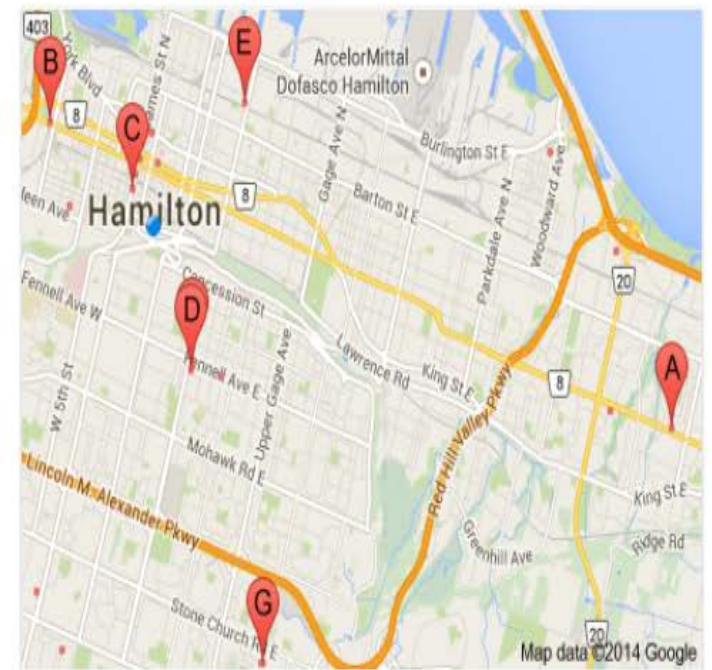 403
B
York Blvd
James St N
E
ArcelorMittal
Dofasco Hamilton
8
C
Gage Ave N
Burlington St E
Woodward Ave
Hamilton
8
Barton St E
Parkdale Ave N
20
Fennell Ave W
Concession St
D
Fennell Ave E
Upper Gage Ave
Lawrence Rd
King St E
8
A
W 5th St
Mohawk Rd E
Red Hill Valley Pkwy
Lincoln M. Alexander Pkwy
King St E
Greenhill Ave
Ridge Rd
G
Stone Church Rd E
20
Map data ©2014 Google